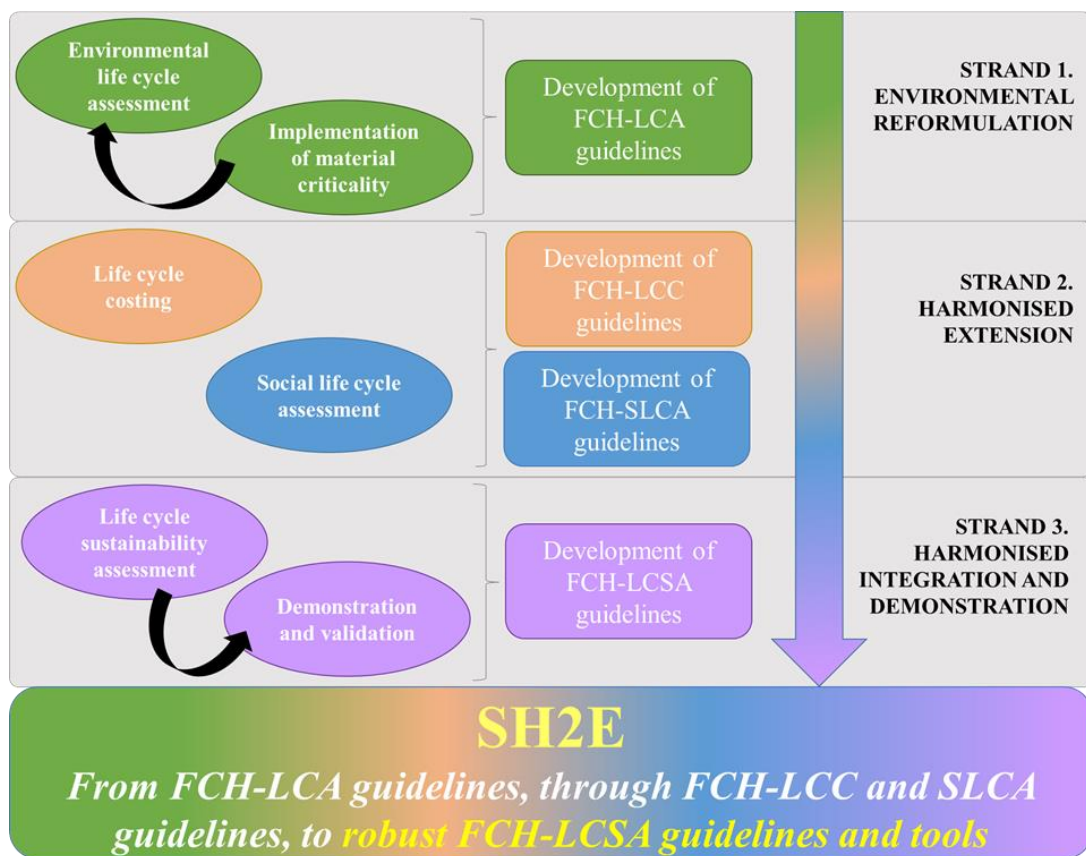 Environmental
life cycle
assessment
Implementation
of material
criticality
Development of
FCH-LCA
guidelines
STRAND 1.
ENVIRONMENTAL
REFORMULATION
Life cycle
costing
Social life cycle
assessment
Development of
FCH-LCC
guidelines
Development of
FCH-SLCA
guidelines
STRAND 2.
HARMONISED
EXTENSION
Life cycle
sustainability
assessment
Demonstration
and validation
Development of
FCH-LCSA
guidelines
STRAND 3.
HARMONISED
INTEGRATION AND
DEMONSTRATION
SH2E
From FCH-LCA guidelines, through FCH-LCC and SLCA
guidelines, to robust FCH-LCSA guidelines and tools